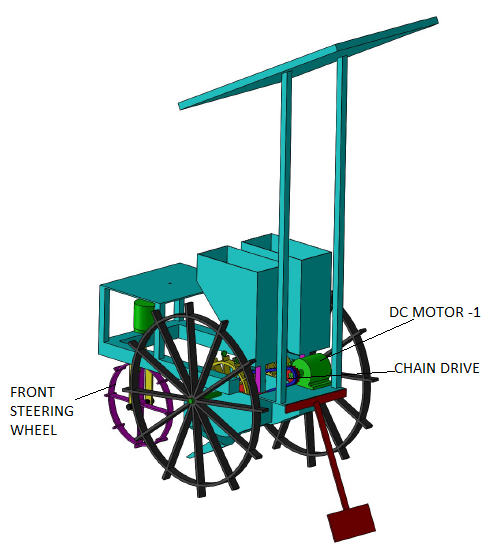 DC MOTOR -1
CHAIN DRIVE
FRONT
STEERING
WHEEL